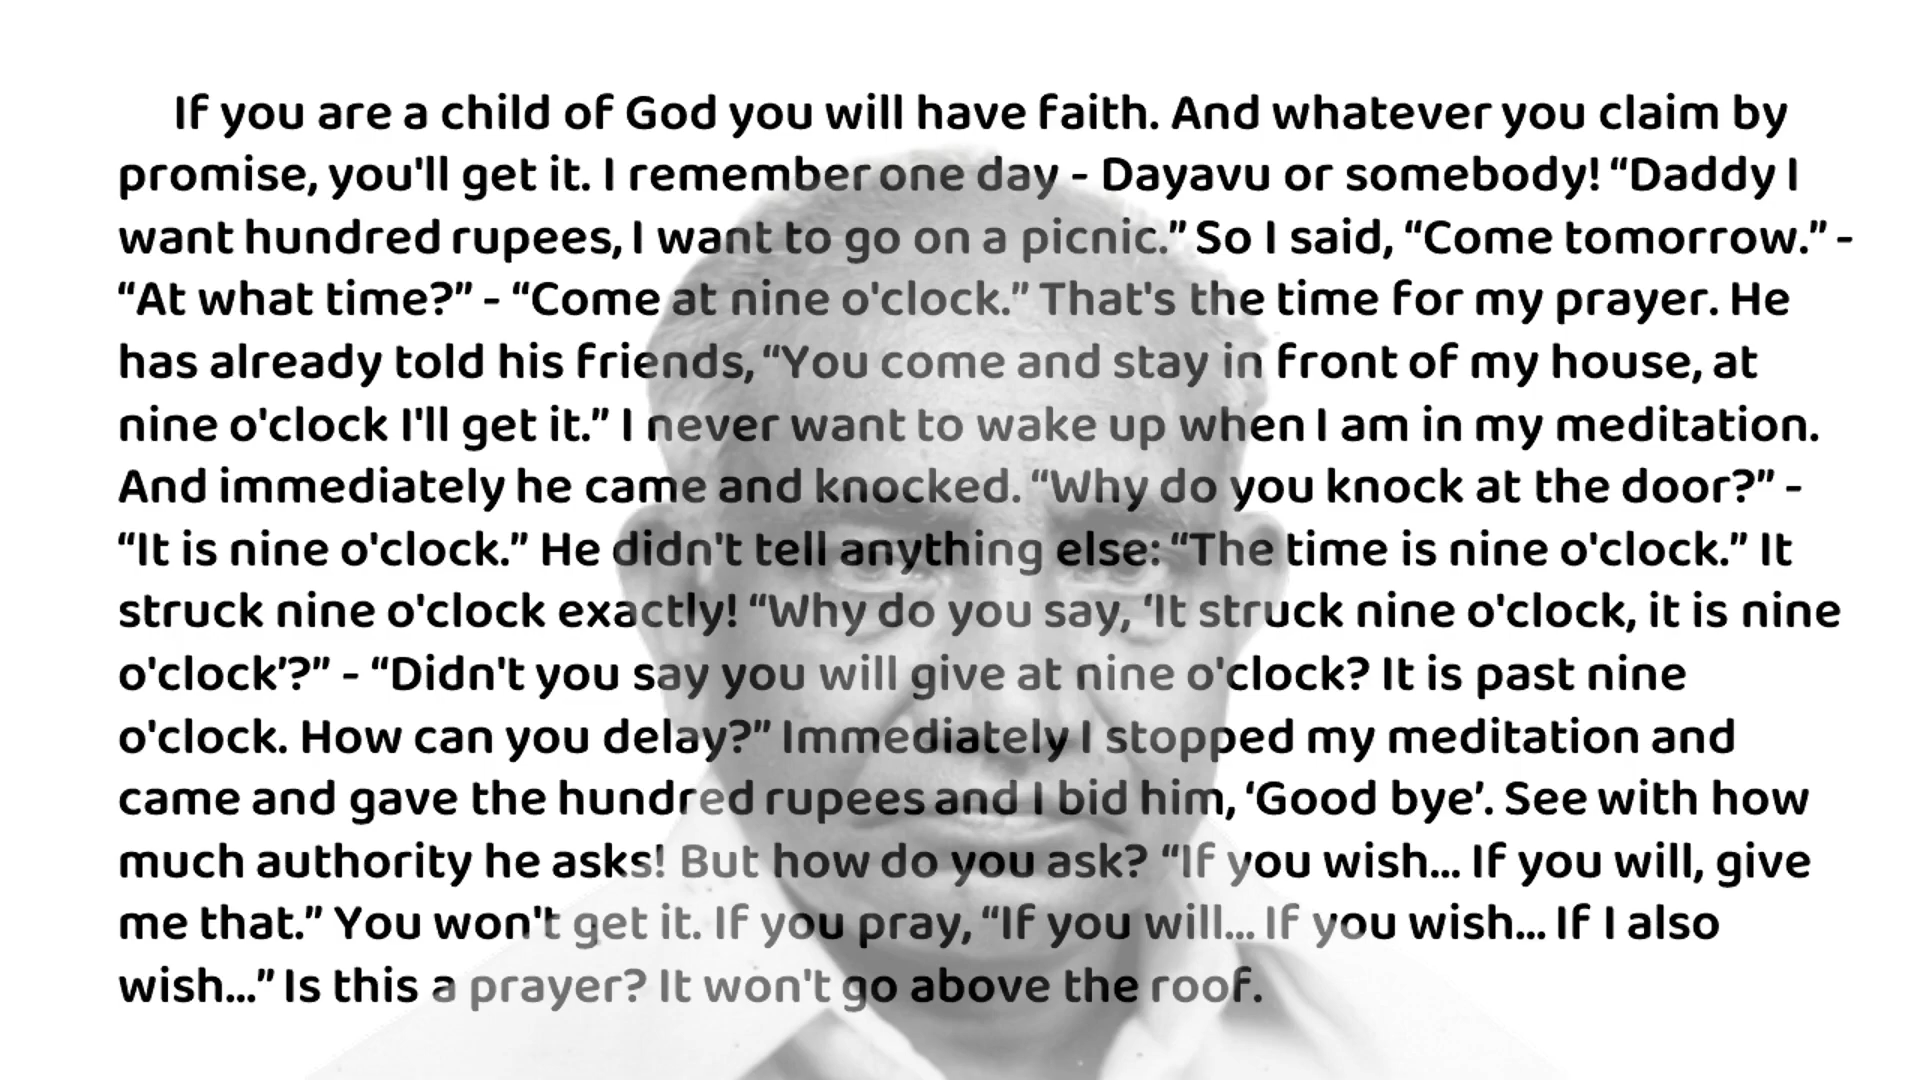 If you are a child of God you will have faith. And whatever you claim by
promise, you'll get it. I remember one day - Dayavu or somebody! “Daddy I
want hundred rupees, I want to go on a picnic.” So I said, “Come tomorrow.” -
“At what time?” - “Come at nine o'clock.” That's the time for my prayer. He
has already told his friends, “You come and stay in front of my house, at
nine o'clock I'll get it.” I never want to wake up when I am in my meditation.
And immediately he came and knocked. “Why do you knock at the door?” -
“It is nine o'clock.” He didn't tell anything else: “The time is nine o'clock.” It
struck nine o'clock exactly! “Why do you say, ‘It struck nine o'clock, it is nine
o'clock’?” - “Didn't you say you will give at nine o'clock? It is past nine
o'clock. How can you delay?” Immediately I stopped my meditation and
came and gave the hundred rupees and I bid him, ‘Good bye’. See with how
much authority he asks! But how do you ask? “If you wish... If you will, give
me that.” You won't get it. If you pray, “If you will... If you wish... If I also
wish...” Is this a prayer? It won't go above the roof.